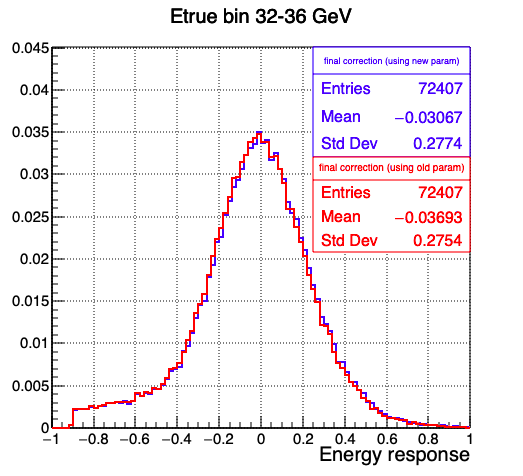 Etrue bin 32-36 GeV
0.045
0.04
0.035
0.03
0.025
0.02
0.015
0.01
0.005
0
final correction (using new param)
Entries 72407
Mean −0.03067
Std Dev 0.2774
final correction (using old param)
Entries 72407
Mean −0.03693
Std Dev 0.2754
−1 −0.8 −0.6 −0.4 −0.2 0 0.2 0.4 0.6 0.8 1
Energy response